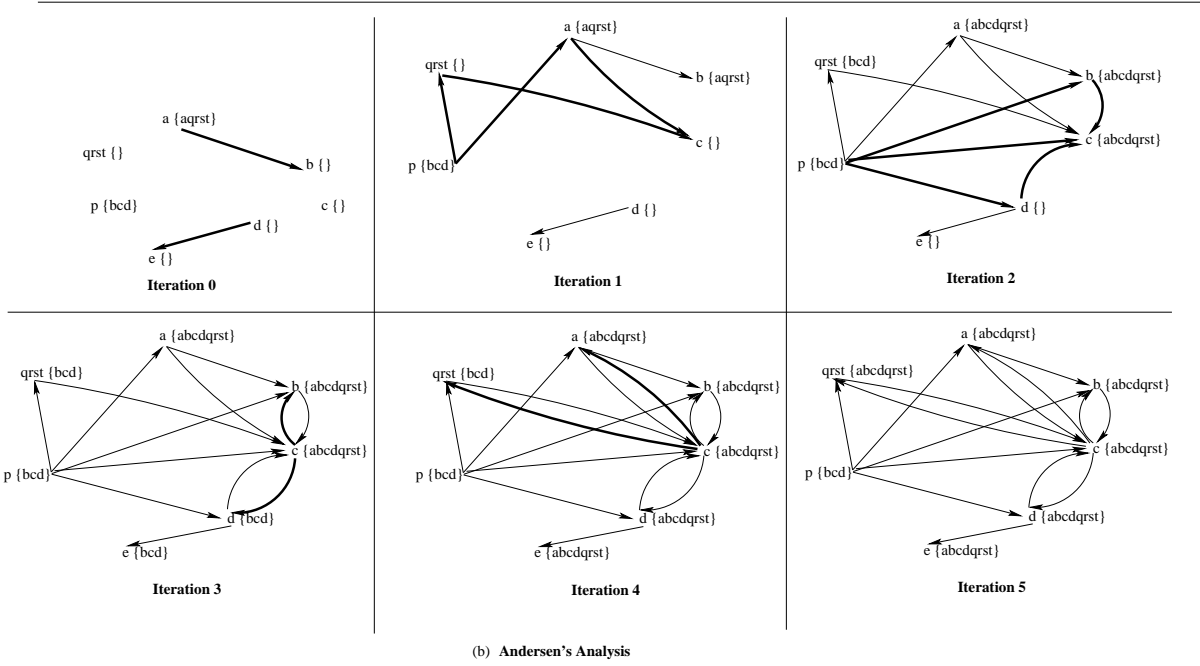 a {aqrst}
qrst {}
b {}
p {bcd}
c {}
d {}
e {}
Iteration 0
a {aqrst}
qrst {}
b {aqrst}
c {}
p {bcd}
d {}
e {}
Iteration 1
a {abcdqrst}
qrst {bcd}
b {abcdqrst}
c {abcdqrst}
p {bcd}
d {}
e {}
Iteration 2
a {abcdqrst}
qrst {bcd}
b {abcdqrst}
c {abcdqrst}
p {bcd}
d {bcd}
e {bcd}
Iteration 3
a {abcdqrst}
qrst {bcd}
b {abcdqrst}
c {abcdqrst}
p {bcd}
d {abcdqrst}
e {abcdqrst}
Iteration 4
a {abcdqrst}
qrst {abcdqrst}
b {abcdqrst}
c {abcdqrst}
p {bcd}
d {abcdqrst}
e {abcdqrst}
Iteration 5
(b) Andersen's Analysis